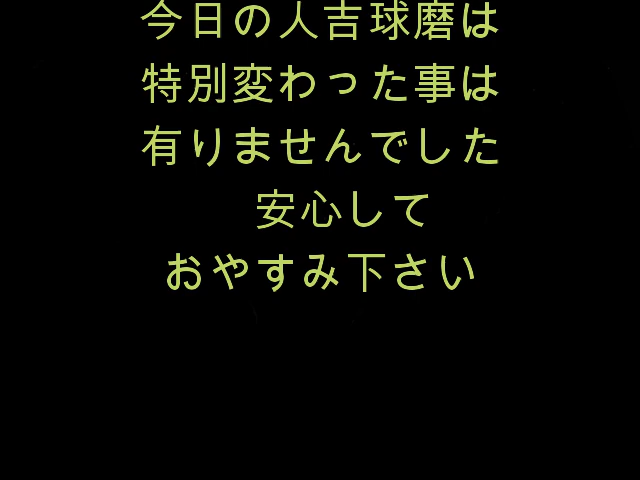 今日の人吉球磨は
特別変わった事は
有りませんでした
安心して
おやすみ下さい